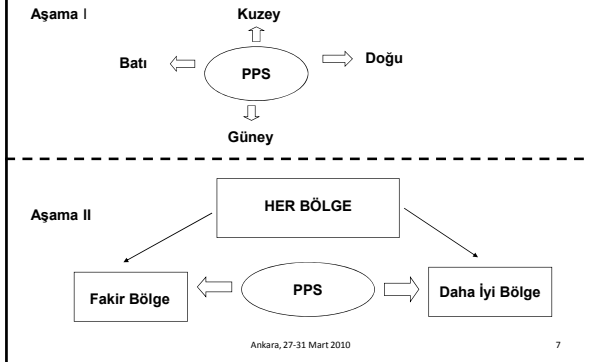 Aşama I
Kuzey
Batı
PPS
Doğu
Güney
Aşama II
HER BÖLGE
Fakir Bölge
PPS
Daha İyi Bölge
Ankara, 27-31 Mart 2010
7